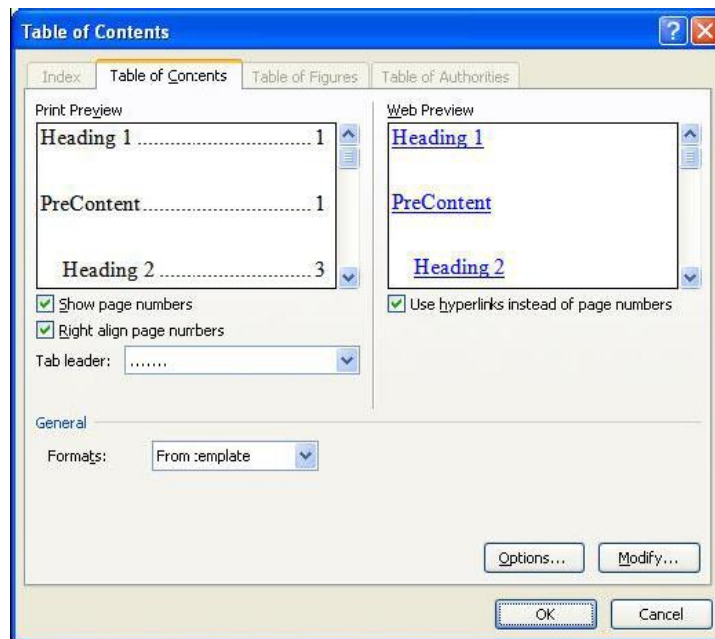 Table of Contents
Index Table of Contents Table of Figures Table of Authorities
Print Preview Web Preview
Heading 1 ............................................ 1 Heading 1
PreContent ............................................ 1 PreContent
Heading 2 ...................................... 3 Heading 2
Show page numbers Use hyperlinks instead of page numbers
Right align page numbers
Tab leader: .......
General
Formats: From template
Options... Modify...
OK Cancel